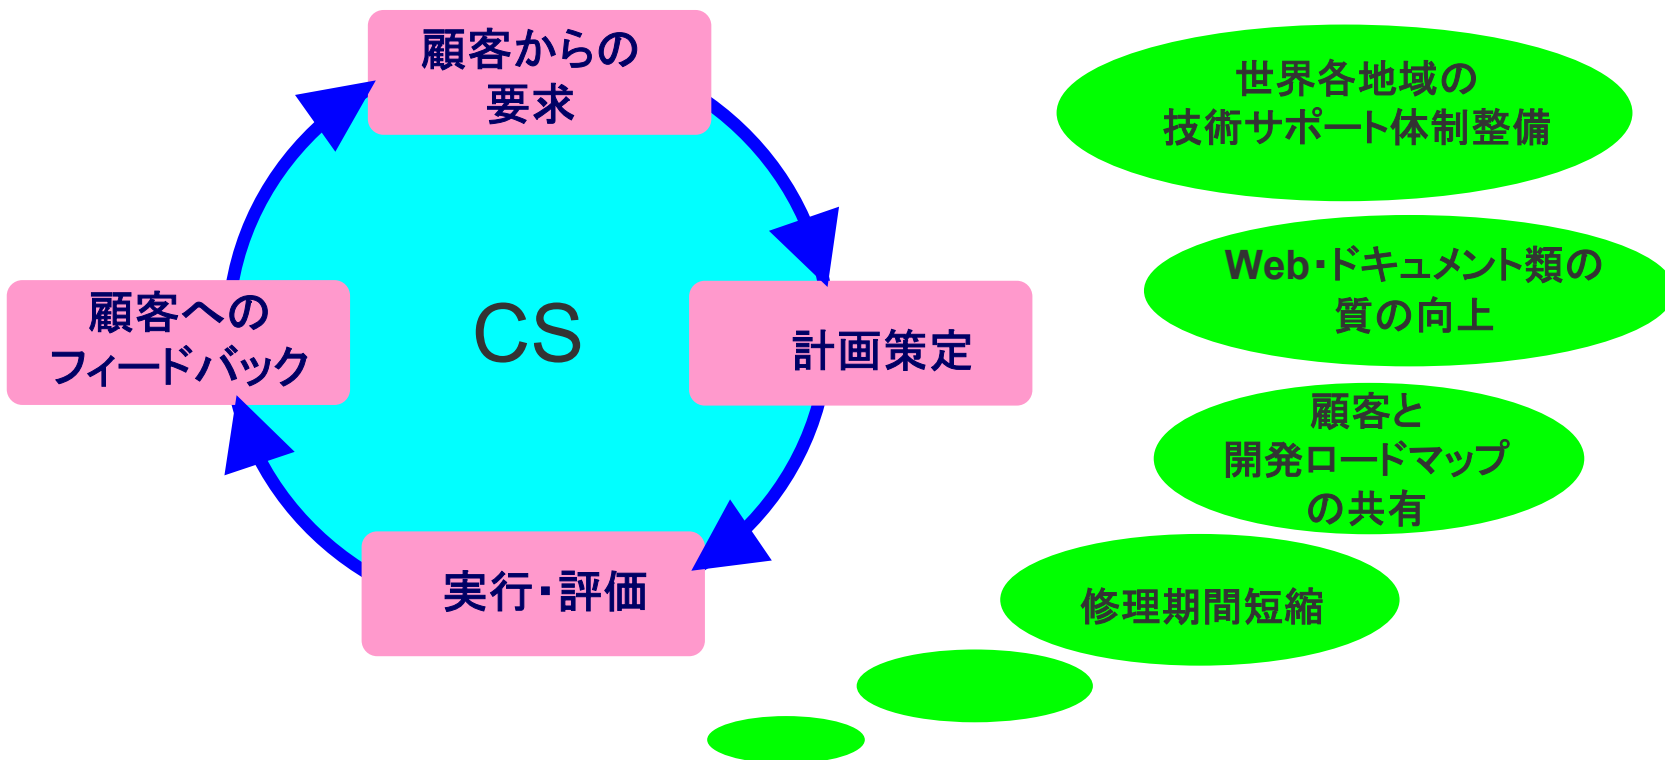 顧客からの
要求
計画策定
実行・評価
顧客への
フィードバック
CS
世界各地域の
技術サポート体制整備
Web・ドキュメント類の
質の向上
顧客と
開発ロードマップ
の共有
修理期間短縮